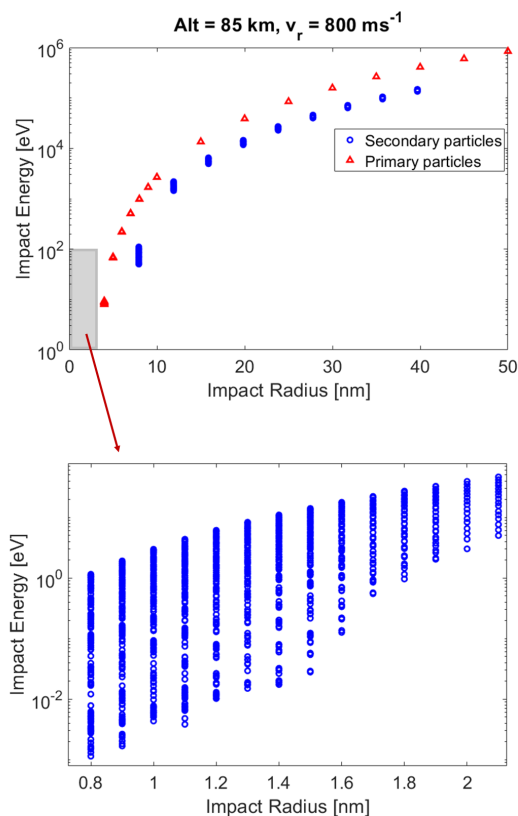 Alt = 85 km, v_r = 800 ms^-1
Impact Energy [eV]
10^6
10^4
10^2
10^0
Secondary particles
Primary particles
0 10 20 30 40 50
Impact Radius [nm]
Impact Energy [eV]
10^0
10^-2
0.8 1 1.2 1.4 1.6 1.8 2
Impact Radius [nm]